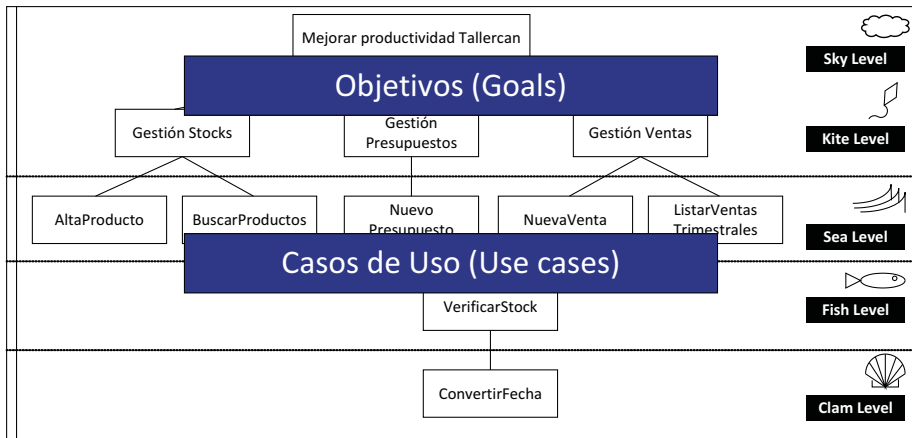 Mejorar productividad Tallercan
Sky Level
Objetivos (Goals)
Gestión Stocks
Gestión
Presupuestos
Gestión Ventas
Kite Level
AltaProducto
BuscarProductos
Nuevo
Presupuesto
NuevaVenta
ListarVentas
Trimestrales
Sea Level
Casos de Uso (Use cases)
VerificarStock
Fish Level
ConvertirFecha
Clam Level